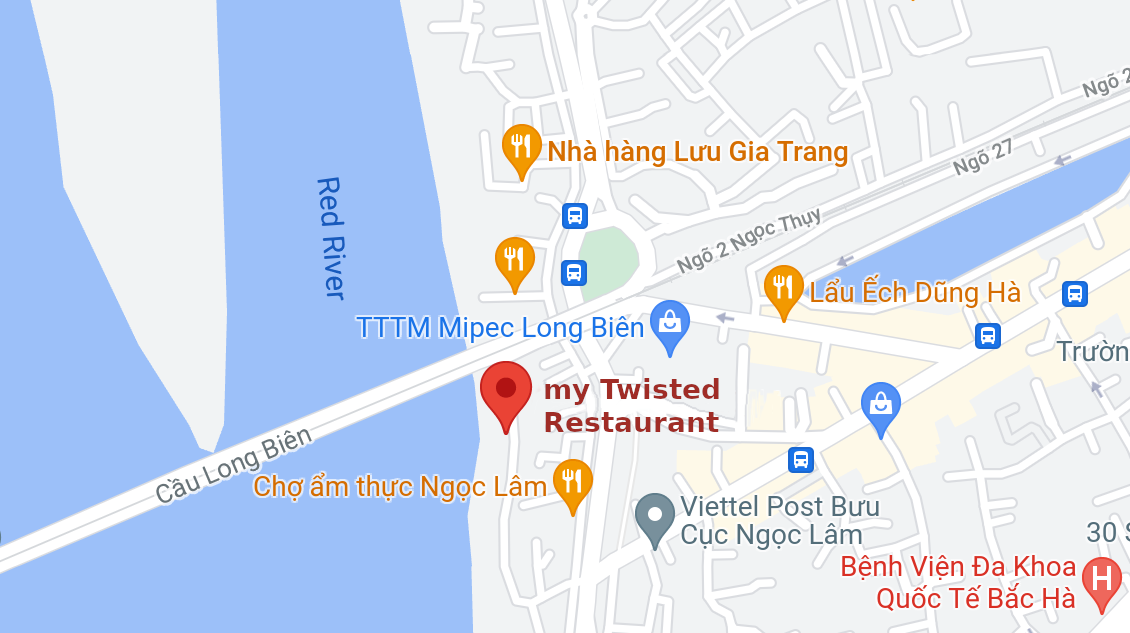 Ngõ 2
Ngõ 27
Nhà hàng Lưu Gia Trang
Red River
Ngõ 2 Ngọc Thụy
Lẩu Ếch Dũng Hà
TTTM Mipec Long Biên
Trườn
my Twisted
Restaurant
Cầu Long Biên
Chợ ẩm thực Ngọc Lâm
Viettel Post Bưu
Cục Ngọc Lâm
30 S
Bệnh Viện Đa Khoa
Quốc Tế Bắc Hà
H